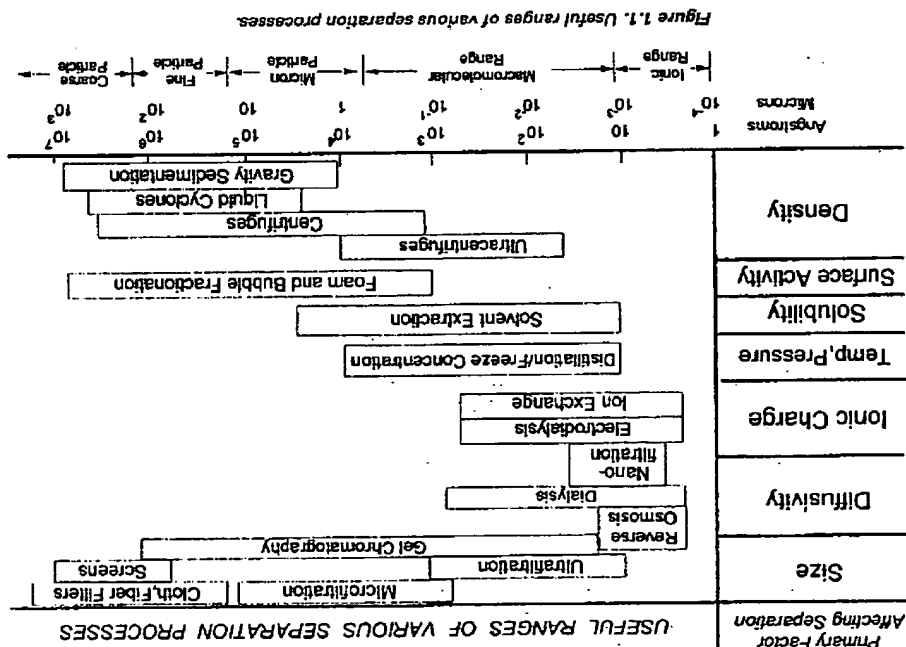 Primary Factor
Affecting Separation
USEFUL RANGES OF VARIOUS SEPARATION PROCESSES
Size
Cloth,Fiber Filters
Microfiltration
Screens
Ultrafiltration
Gel Chromatography
Diffusivity
Reverse
Osmosis
Dialysis
Nano-
filtration
Ionic Charge
Electrodialysis
Ion Exchange
Temp,Pressure
Distillation/Freeze Concentration
Solubility
Solvent Extraction
Surface Activity
Foam and Bubble Fractionation
Density
Ultracentrifuges
Centrifuges
Liquid Cyclones
Gravity Sedimentation
Angstroms 1 10 10² 10³ 10⁴ 10⁵ 10⁶ 10⁷
Microns 10⁻⁴ 10⁻³ 10⁻¹ 1 10 10² 10³
Ionic
Range
Macromolecular
Range
Micron
Particle
Fine
Particle
Coarse
Particle
Figure 1.1. Useful ranges of various separation processes.